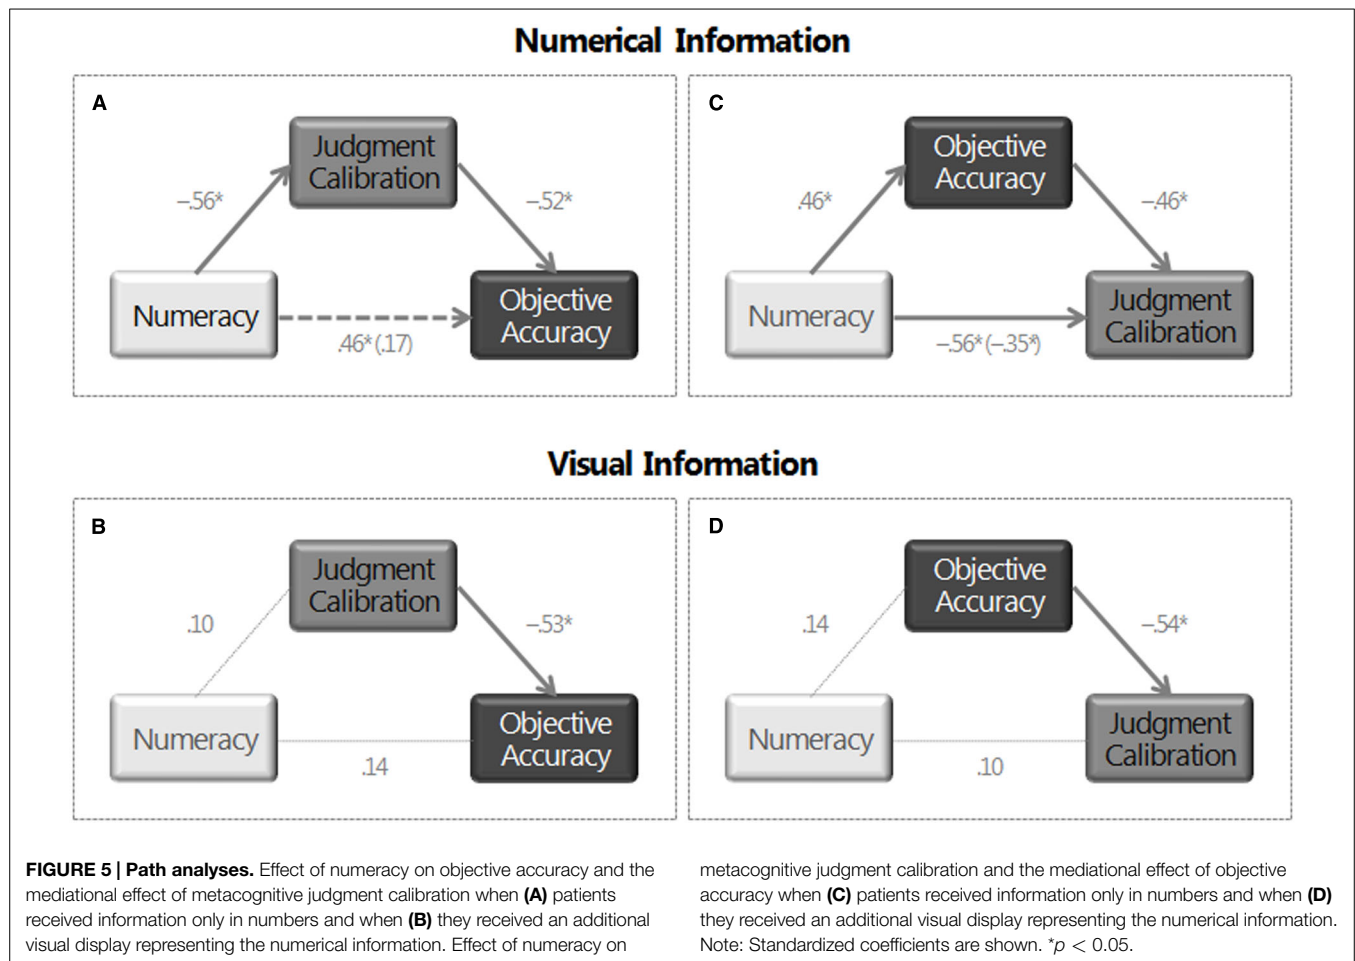 Numerical Information
A
Judgment
Calibration
–.56*
–.52*
Numeracy
Objective
Accuracy
.46* (.17)
C
Objective
Accuracy
.46*
–.46*
Numeracy
Judgment
Calibration
–.56* (–.35*)
Visual Information
B
Judgment
Calibration
.10
–.53*
Numeracy
Objective
Accuracy
.14
D
Objective
Accuracy
.14
–.54*
Numeracy
Judgment
Calibration
.10
FIGURE 5 | Path analyses. Effect of numeracy on objective accuracy and the
mediational effect of metacognitive judgment calibration when (A) patients
received information only in numbers and when (B) they received an additional
visual display representing the numerical information. Effect of numeracy on
metacognitive judgment calibration and the mediational effect of objective
accuracy when (C) patients received information only in numbers and when (D)
they received an additional visual display representing the numerical information.
Note: Standardized coefficients are shown. *p < 0.05.